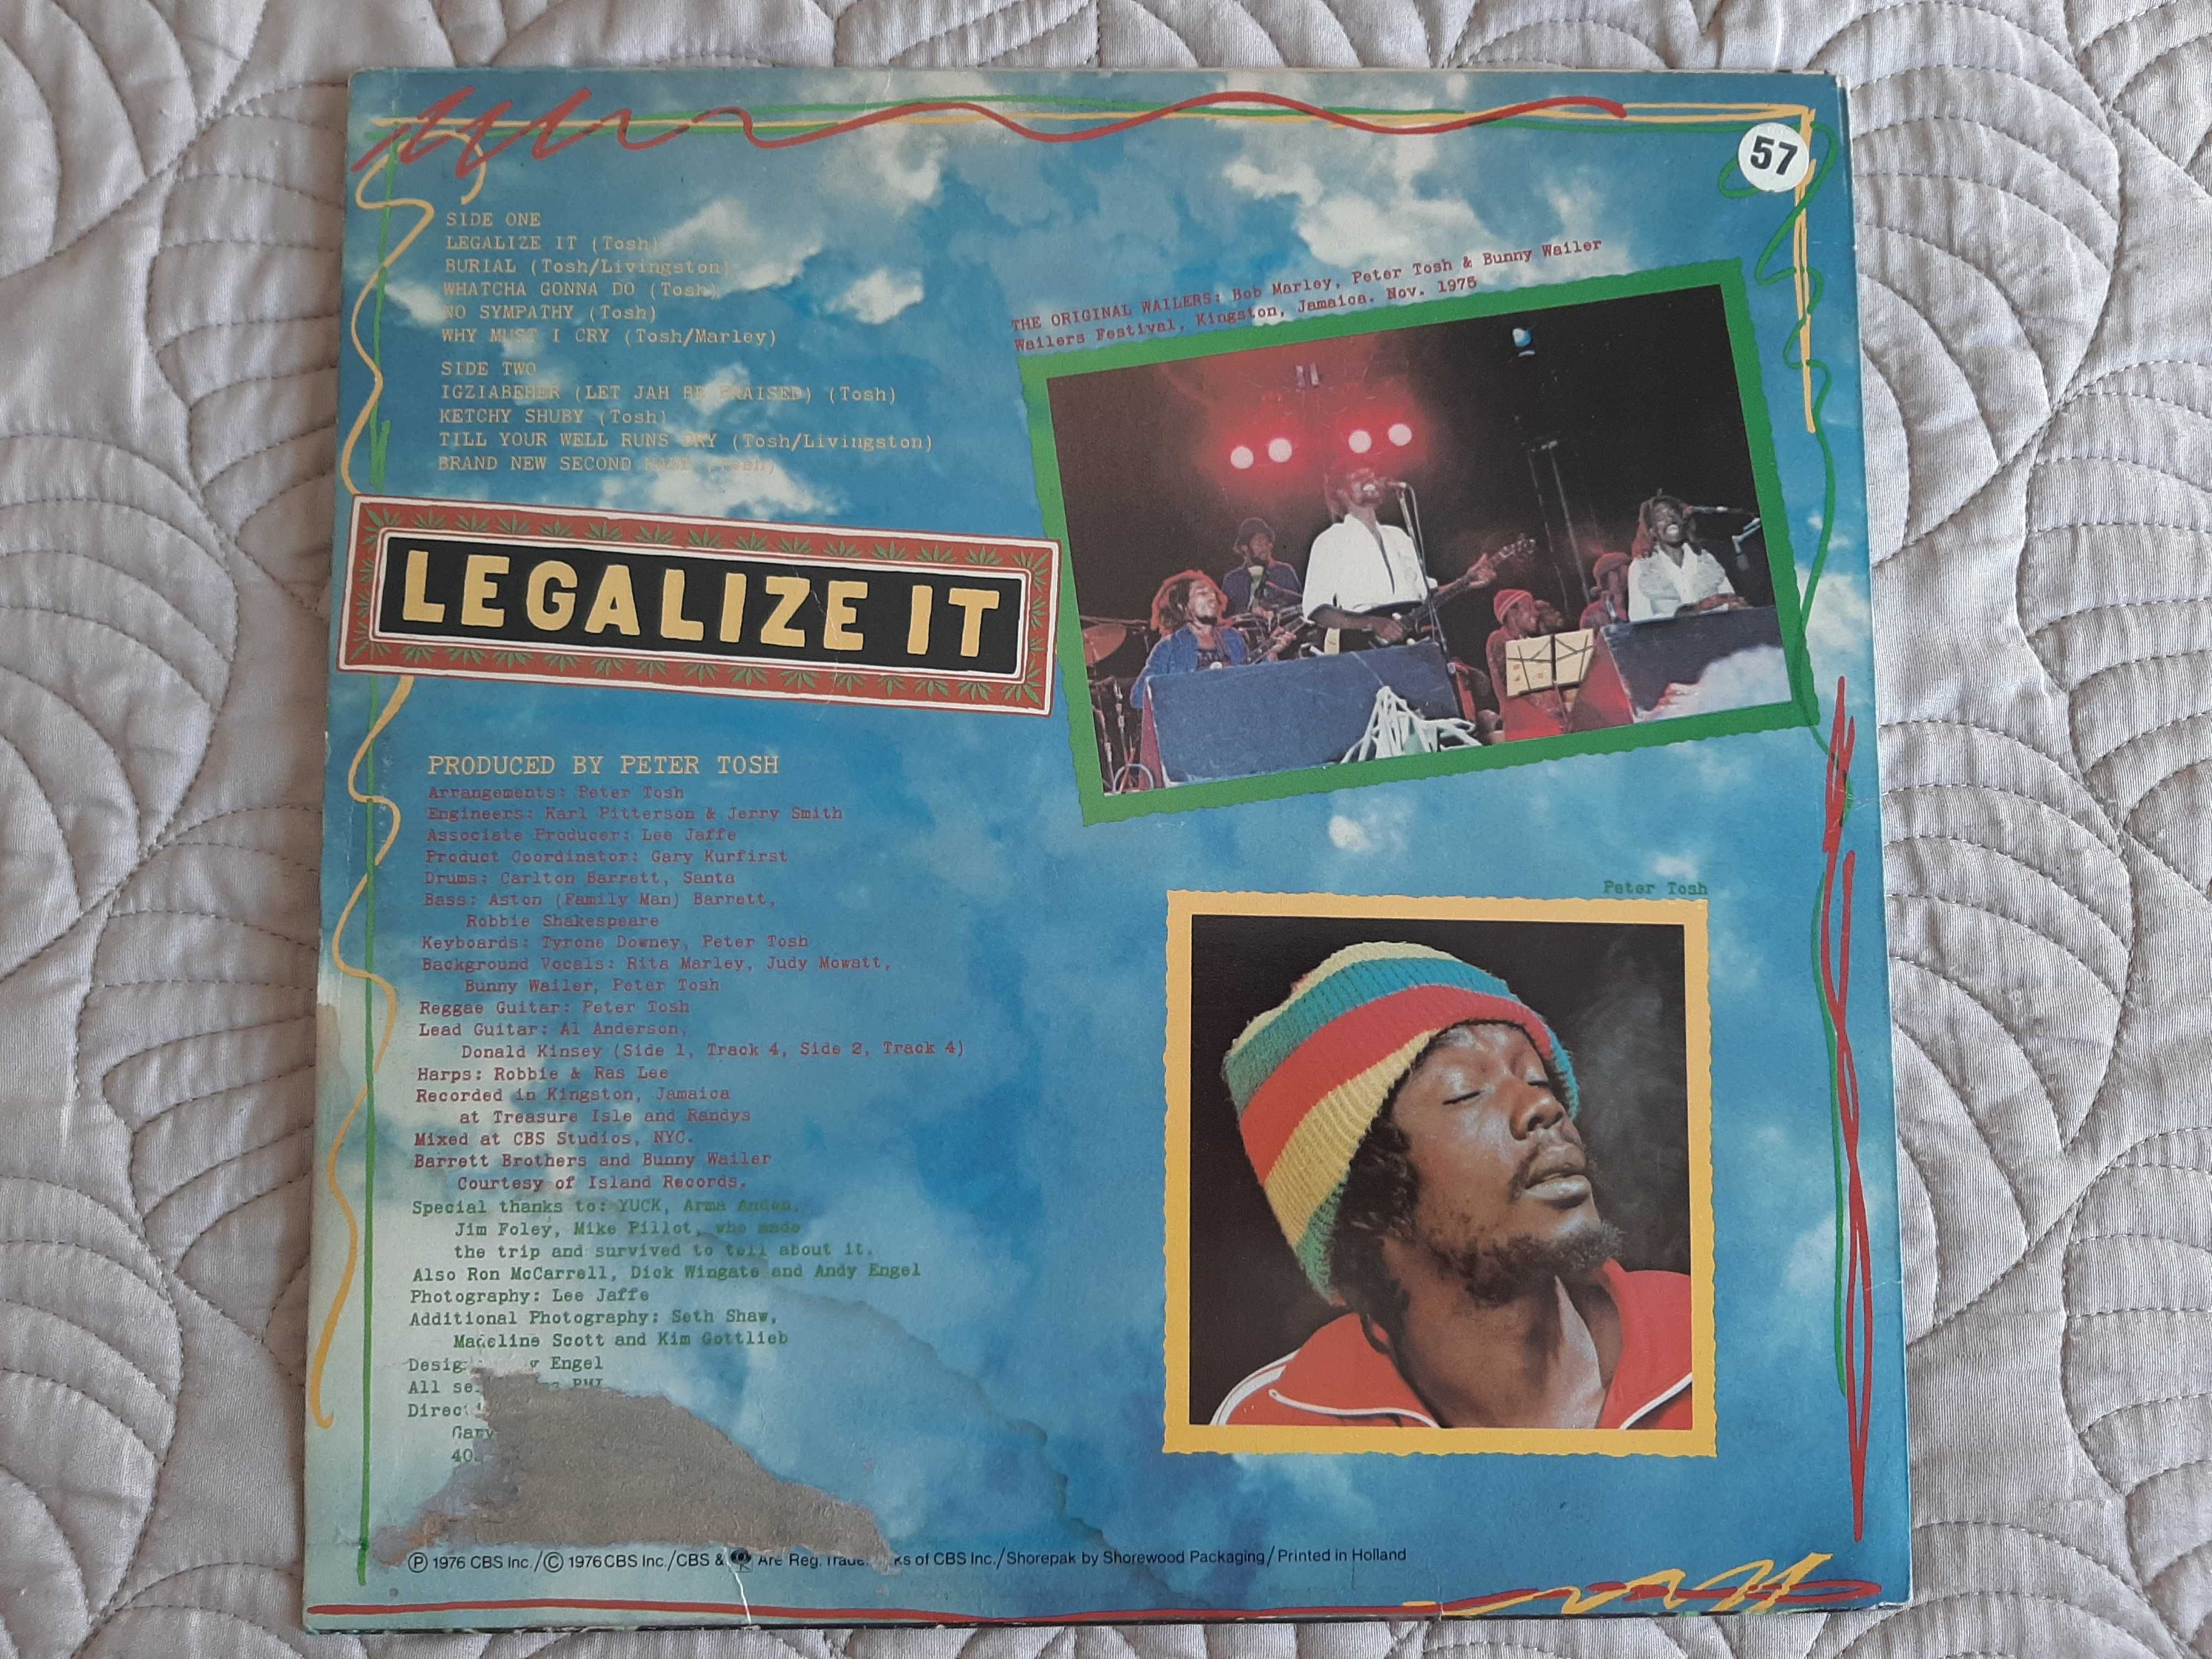 57
SIDE ONE
LEGALIZE IT (Tosh)
BURIAL (Tosh/Livingston)
WHATCHA GONNA DO (Tosh)
NO SYMPATHY (Tosh)
WHY MUST I CRY (Tosh/Marley)
SIDE TWO
IGZIABEHER (LET JAH BE PRAISED) (Tosh)
KETCHY SHUBY (Tosh)
TILL YOUR WELL RUNS DRY (Tosh/Livingston)
BRAND NEW SECOND HAND (Tosh)
THE ORIGINAL WAILERS: Bob Marley, Peter Tosh & Bunny Wailer
Wailers Festival, Kingston, Jamaica. Nov. 1975
LEGALIZE IT
PRODUCED BY PETER TOSH
Arrangements: Peter Tosh
Engineers: Karl Pitterson & Jerry Smith
Associate Producer: Lee Jaffe
Product Coordinator: Gary Kurfirst
Drums: Carlton Barrett, Santa
Bass: Aston (Family Man) Barrett,
Robbie Shakespeare
Keyboards: Tyrone Downey, Peter Tosh
Background Vocals: Rita Marley, Judy Mowatt,
Bunny Wailer, Peter Tosh
Reggae Guitar: Peter Tosh
Lead Guitar: Al Anderson,
Donald Kinsey (Side 1, Track 4, Side 2, Track 4)
Harps: Robbie & Ras Lee
Recorded in Kingston, Jamaica
at Treasure Isle and Randys
Mixed at CBS Studios, NYC.
Barrett Brothers and Bunny Wailer
Courtesy of Island Records.
Special thanks to: YUCK, Arma Andon,
Jim Foley, Mike Pillot, who made
the trip and survived to tell about it.
Also Ron McCarrell, Dick Wingate and Andy Engel
Photography: Lee Jaffe
Additional Photography: Seth Shaw,
Madeline Scott and Kim Gottlieb
Engel
All
Peter Tosh
℗ 1976 CBS Inc./© 1976 CBS Inc./CBS & Are Reg. of CBS Inc./Shorepak by Shorewood Packaging/Printed in Holland